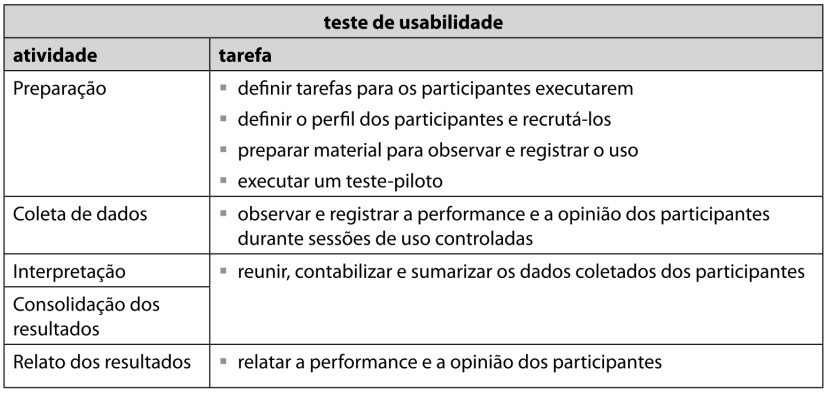 teste de usabilidade
atividade tarefa
Preparação ▪ definir tarefas para os participantes executarem
▪ definir o perfil dos participantes e recrutá-los
▪ preparar material para observar e registrar o uso
▪ executar um teste-piloto
Coleta de dados ▪ observar e registrar a performance e a opinião dos participantes
durante sessões de uso controladas
Interpretação ▪ reunir, contabilizar e sumarizar os dados coletados dos participantes
Consolidação dos
resultados
Relato dos resultados ▪ relatar a performance e a opinião dos participantes